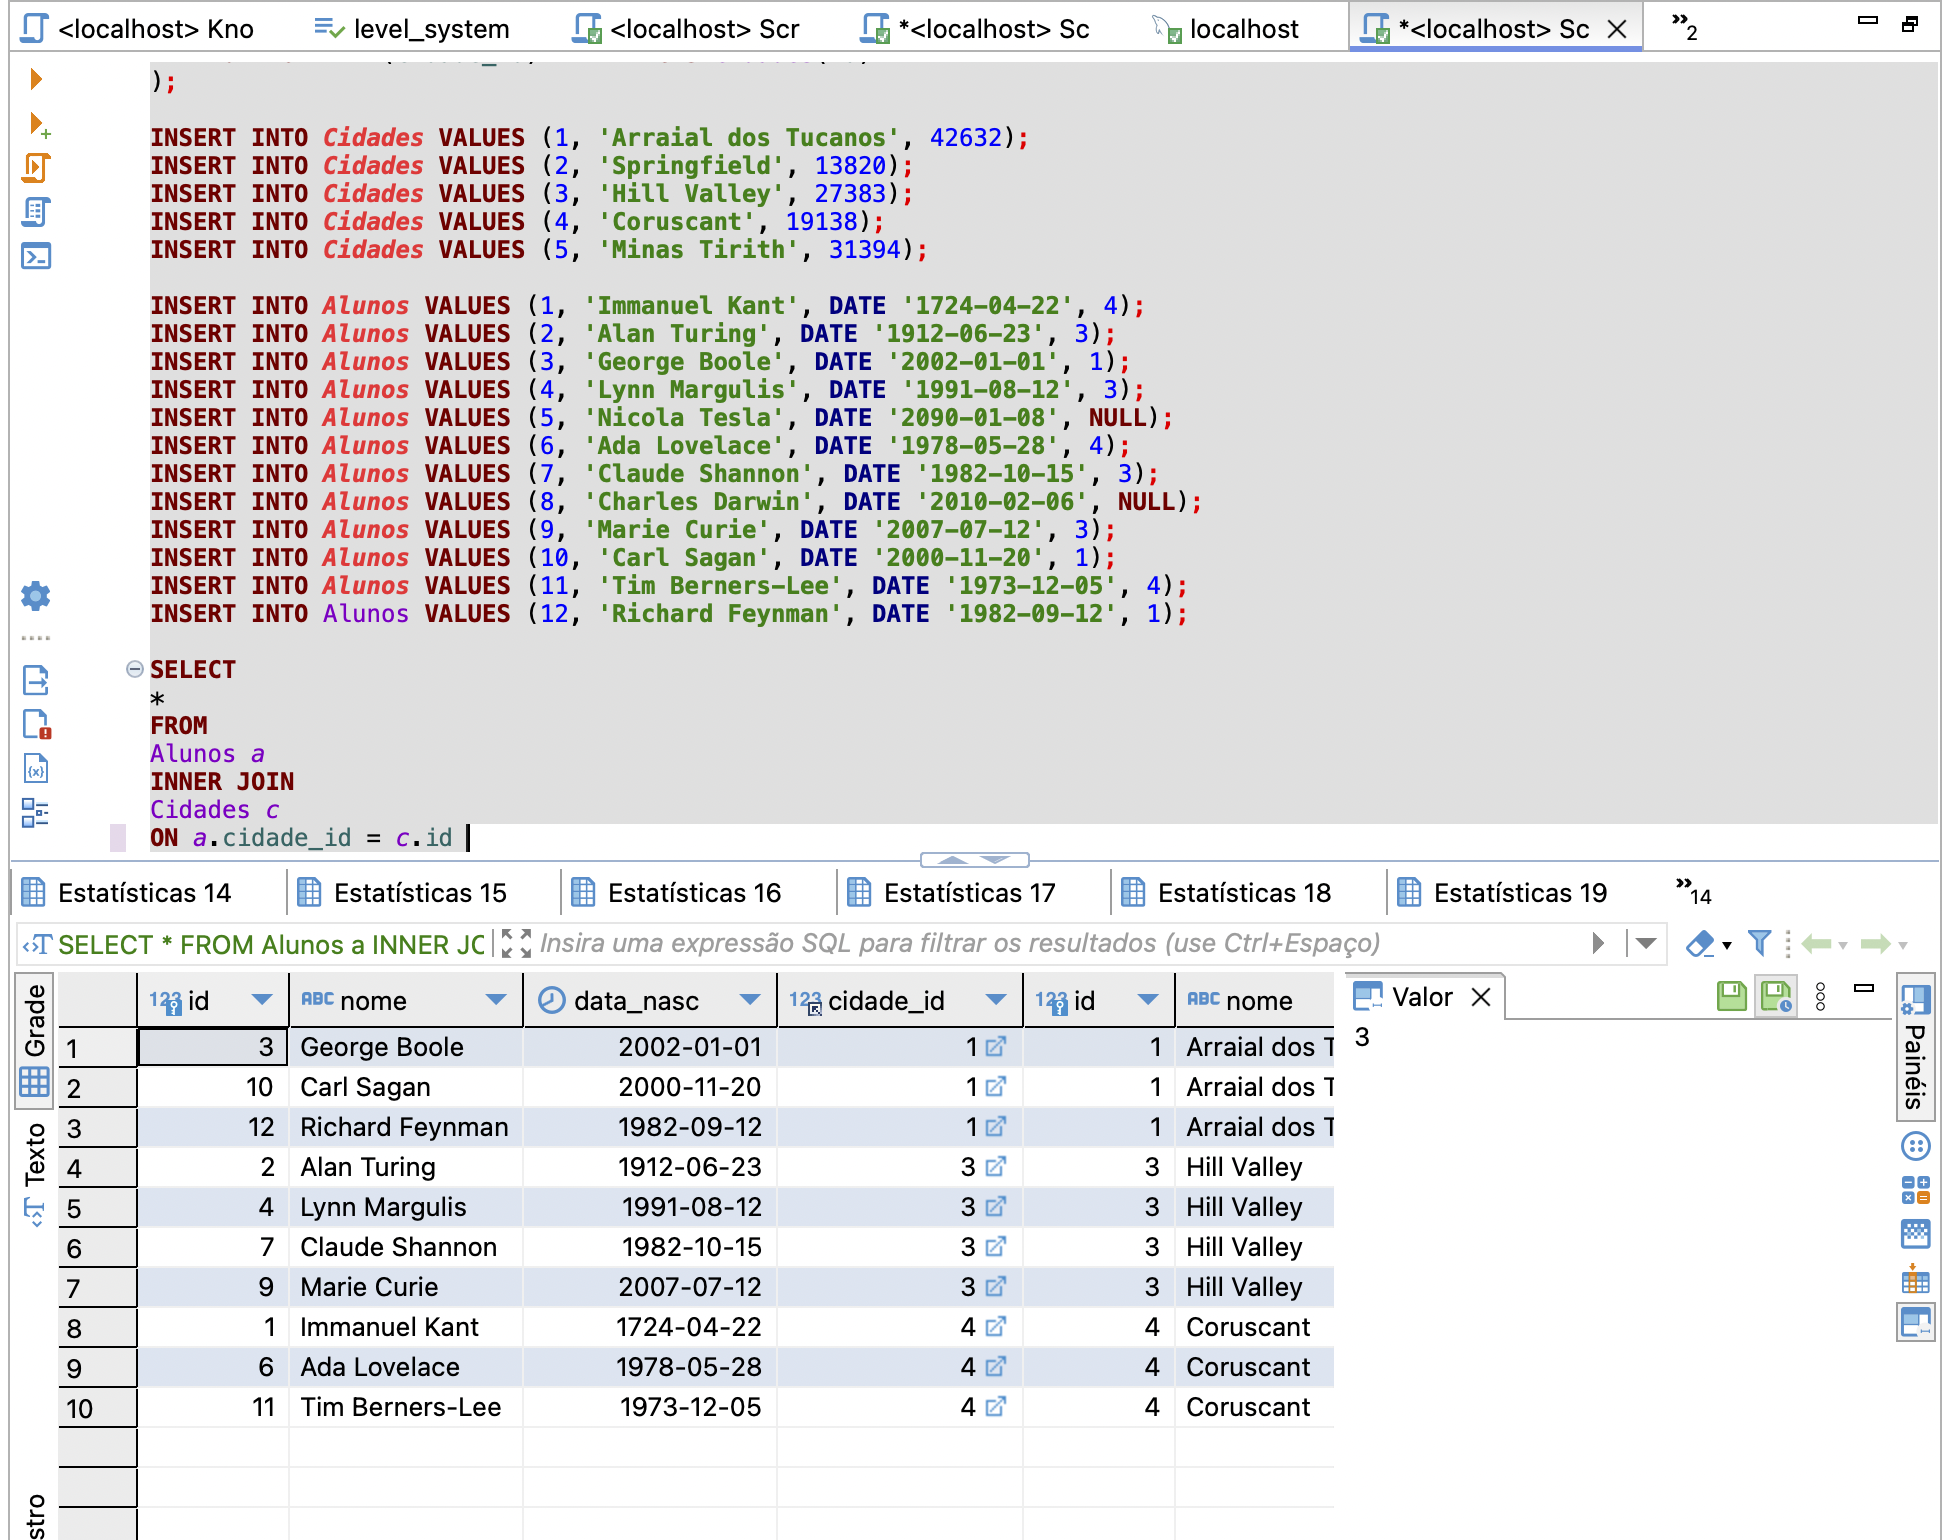 <localhost> Kno
level_system
<localhost> Scr
*<localhost> Sc
localhost
*<localhost> Sc
»2
);
INSERT INTO Cidades VALUES (1, 'Arraial dos Tucanos', 42632);
INSERT INTO Cidades VALUES (2, 'Springfield', 13820);
INSERT INTO Cidades VALUES (3, 'Hill Valley', 27383);
INSERT INTO Cidades VALUES (4, 'Coruscant', 19138);
INSERT INTO Cidades VALUES (5, 'Minas Tirith', 31394);
INSERT INTO Alunos VALUES (1, 'Immanuel Kant', DATE '1724-04-22', 4);
INSERT INTO Alunos VALUES (2, 'Alan Turing', DATE '1912-06-23', 3);
INSERT INTO Alunos VALUES (3, 'George Boole', DATE '2002-01-01', 1);
INSERT INTO Alunos VALUES (4, 'Lynn Margulis', DATE '1991-08-12', 3);
INSERT INTO Alunos VALUES (5, 'Nicola Tesla', DATE '2090-01-08', NULL);
INSERT INTO Alunos VALUES (6, 'Ada Lovelace', DATE '1978-05-28', 4);
INSERT INTO Alunos VALUES (7, 'Claude Shannon', DATE '1982-10-15', 3);
INSERT INTO Alunos VALUES (8, 'Charles Darwin', DATE '2010-02-06', NULL);
INSERT INTO Alunos VALUES (9, 'Marie Curie', DATE '2007-07-12', 3);
INSERT INTO Alunos VALUES (10, 'Carl Sagan', DATE '2000-11-20', 1);
INSERT INTO Alunos VALUES (11, 'Tim Berners-Lee', DATE '1973-12-05', 4);
INSERT INTO Alunos VALUES (12, 'Richard Feynman', DATE '1982-09-12', 1);
SELECT
*
FROM
Alunos a
INNER JOIN
Cidades c
ON a.cidade_id = c.id
Estatísticas 14
Estatísticas 15
Estatísticas 16
Estatísticas 17
Estatísticas 18
Estatísticas 19
»14
SELECT * FROM Alunos a INNER JO
Insira uma expressão SQL para filtrar os resultados (use Ctrl+Espaço)
Grade
Texto
stro
123 id ABC nome data_nasc 123 cidade_id 123 id ABC nome
1 3 George Boole 2002-01-01 1 1 Arraial dos T
2 10 Carl Sagan 2000-11-20 1 1 Arraial dos T
3 12 Richard Feynman 1982-09-12 1 1 Arraial dos T
4 2 Alan Turing 1912-06-23 3 3 Hill Valley
5 4 Lynn Margulis 1991-08-12 3 3 Hill Valley
6 7 Claude Shannon 1982-10-15 3 3 Hill Valley
7 9 Marie Curie 2007-07-12 3 3 Hill Valley
8 1 Immanuel Kant 1724-04-22 4 4 Coruscant
9 6 Ada Lovelace 1978-05-28 4 4 Coruscant
10 11 Tim Berners-Lee 1973-12-05 4 4 Coruscant
Valor
3
Painéis